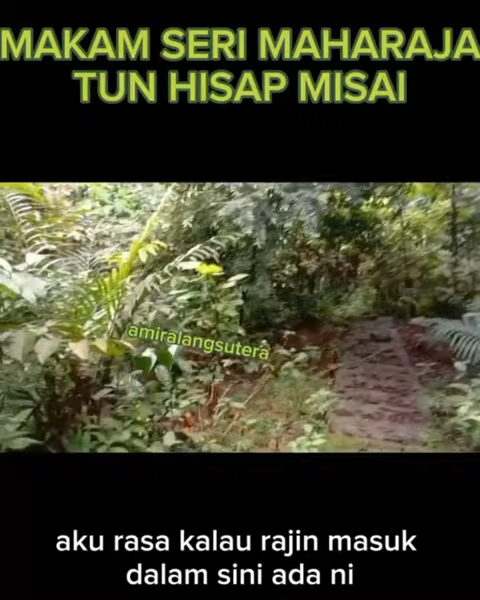 MAKAM SERI MAHARAJA
TUN HISAP MISAI
amiralangsutera
aku rasa kalau rajin masuk
dalam sini ada ni